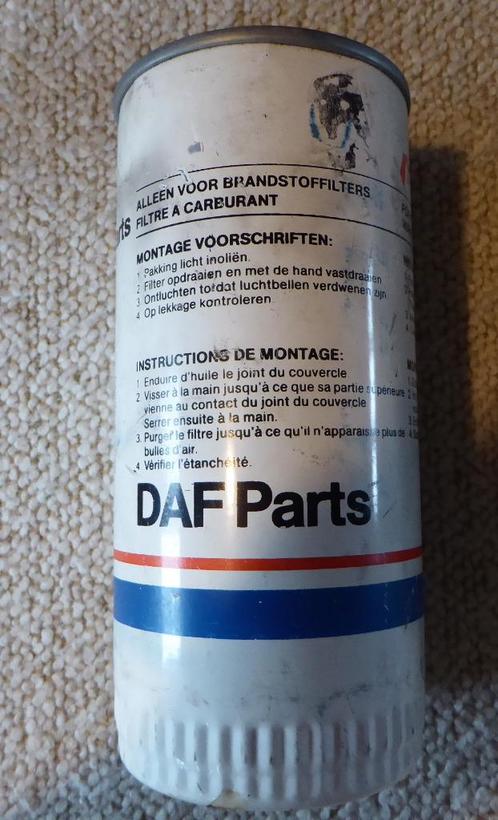 ALLEEN VOOR BRANDSTOFFILTERS
FILTRE A CARBURANT
rts
MONTAGE VOORSCHRIFTEN:
1 Pakking licht inoliën.
2 Filter opdraaien en met de hand vastdraaien
3 Ontluchten totdat luchtbellen verdwenen zijn
4 Op lekkage kontroleren
INSTRUCTIONS DE MONTAGE:
1 Enduire d'huile le joint du couvercle
2 Visser à la main jusqu'à ce que sa partie supérieure
vienne au contact du joint du couvercle
Serrer ensuite à la main.
3. Purger le filtre jusqu'à ce qu'il n'apparaisse plus de
bulles d'air.
4 Vérifier l'étanchéité.
DAF Parts